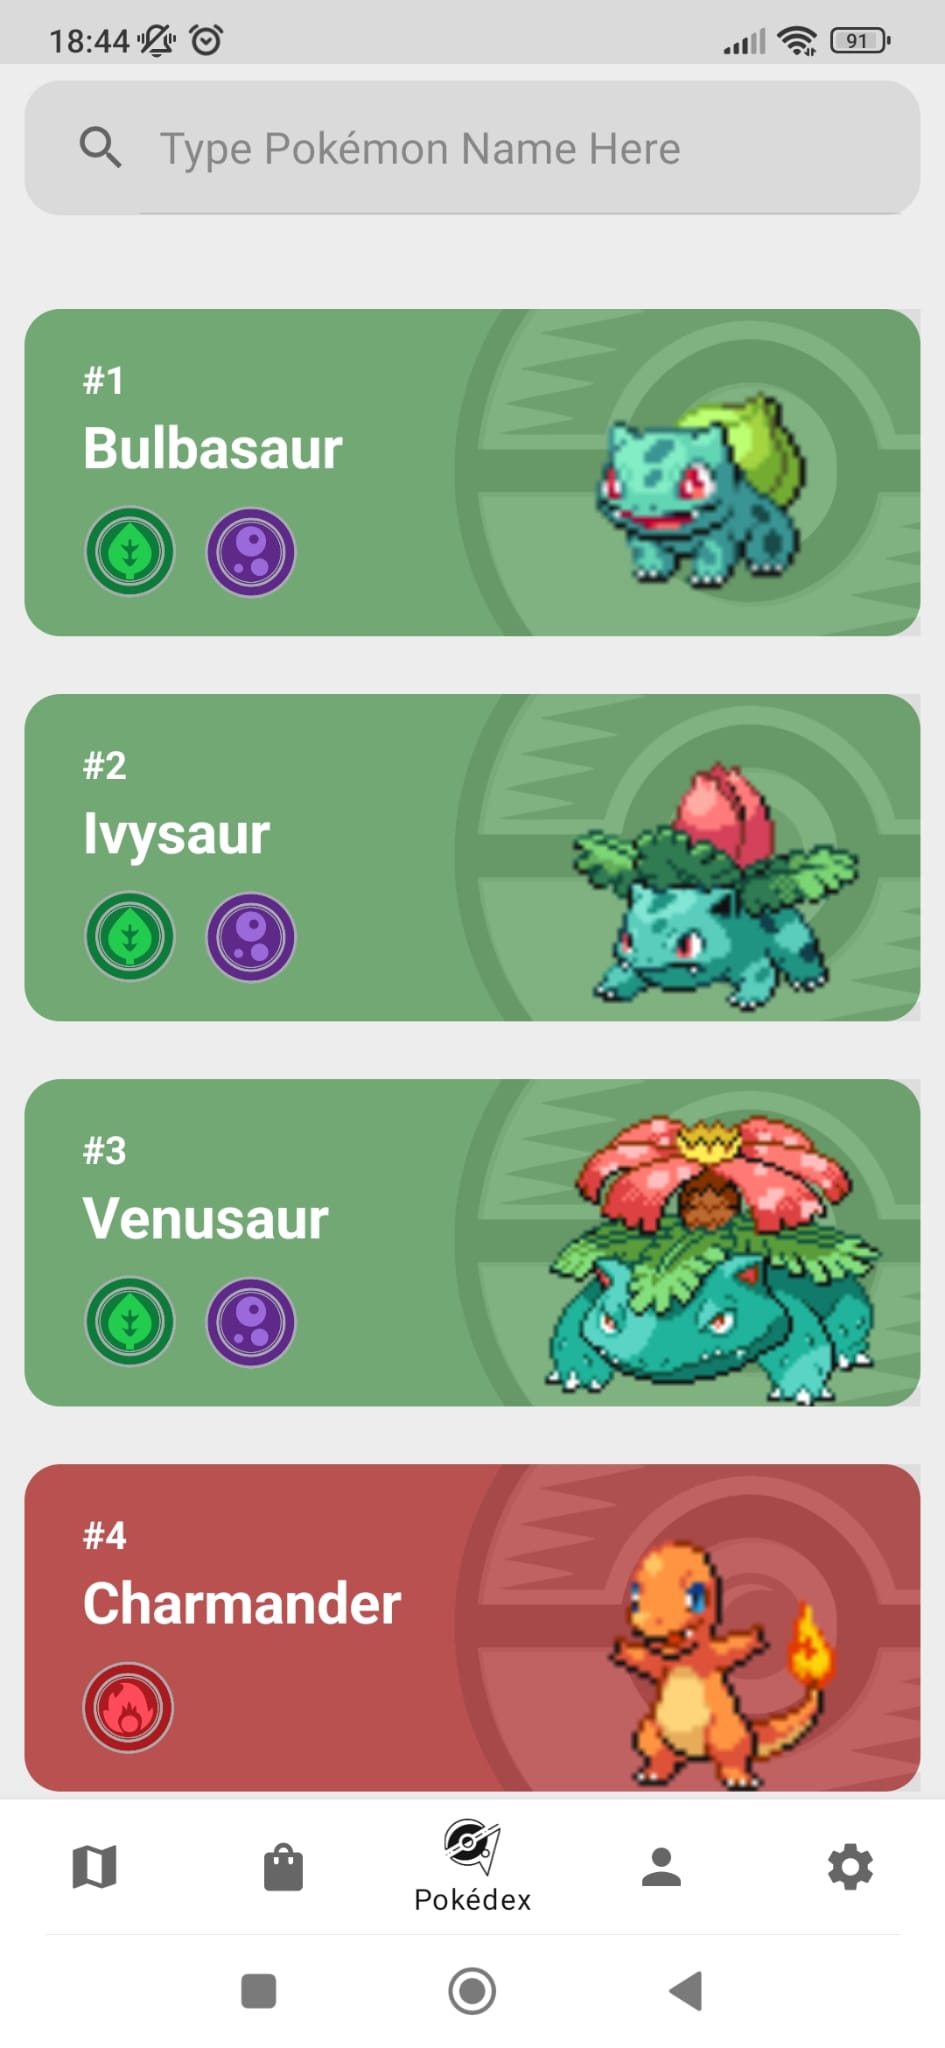 18:44
91
Type Pokémon Name Here
#1
Bulbasaur
#2
Ivysaur
#3
Venusaur
#4
Charmander
Pokédex